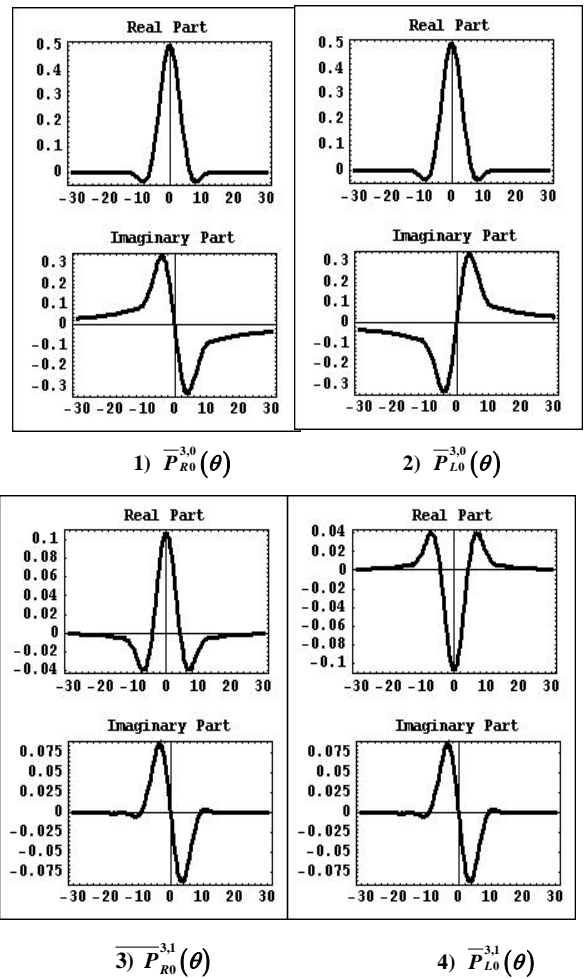 Real Part
0.5
0.4
0.3
0.2
0.1
0
-30 -20 -10 0 10 20 30
Imaginary Part
0.3
0.2
0.1
0
-0.1
-0.2
-0.3
-30 -20 -10 0 10 20 30
1) P̅_{R0}^{3,0}(θ)
Real Part
0.5
0.4
0.3
0.2
0.1
0
-30 -20 -10 0 10 20 30
Imaginary Part
0.3
0.2
0.1
0
-0.1
-0.2
-0.3
-30 -20 -10 0 10 20 30
2) P̅_{L0}^{3,0}(θ)
Real Part
0.1
0.08
0.06
0.04
0.02
0
-0.02
-0.04
-30 -20 -10 0 10 20 30
Imaginary Part
0.075
0.05
0.025
0
-0.025
-0.05
-0.075
-30 -20 -10 0 10 20 30
3) P̅_{R0}^{3,1}(θ)
Real Part
0.04
0.02
0
-0.02
-0.04
-0.06
-0.08
-0.1
-30 -20 -10 0 10 20 30
Imaginary Part
0.075
0.05
0.025
0
-0.025
-0.05
-0.075
-30 -20 -10 0 10 20 30
4) P̅_{L0}^{3,1}(θ)